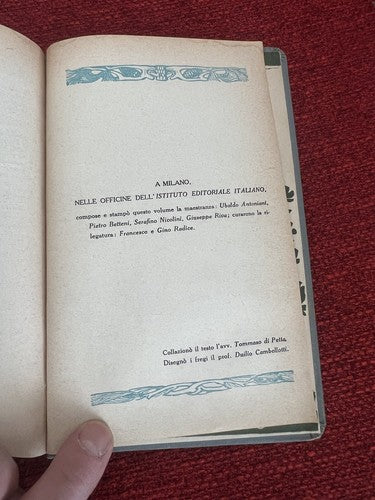 A MILANO,
NELLE OFFICINE DELL'ISTITUTO EDITORIALE ITALIANO,
compose e stampò questo volume la maestranza: Ubaldo Antoniani,
Pietro Betteni, Serafino Nicolini, Giuseppe Riva; curarono la ri-
legatura: Francesco e Gino Radice.
Collazionò il testo l'avv. Tommaso di Petta.
Disegnò i fregi il prof. Duilio Cambellotti.